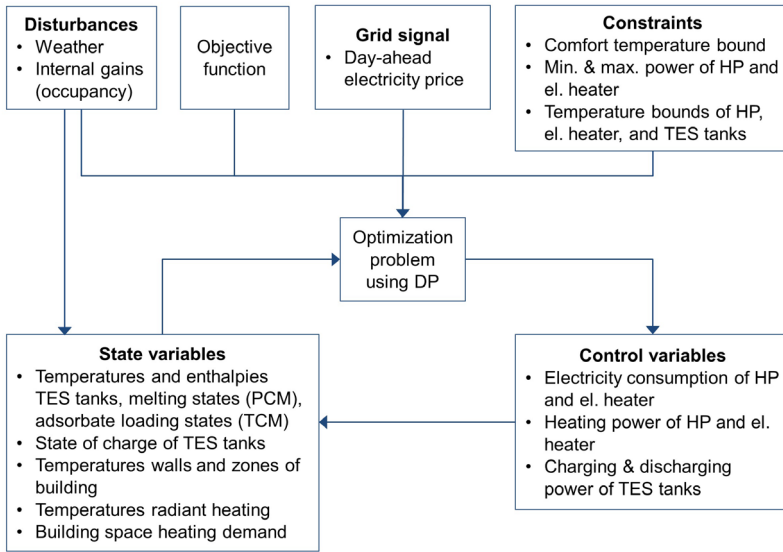 Disturbances
• Weather
• Internal gains
(occupancy)
Objective
function
Grid signal
• Day-ahead
electricity price
Constraints
• Comfort temperature bound
• Min. & max. power of HP and
el. heater
• Temperature bounds of HP,
el. heater, and TES tanks
Optimization
problem
using DP
State variables
• Temperatures and enthalpies
TES tanks, melting states (PCM),
adsorbate loading states (TCM)
• State of charge of TES tanks
• Temperatures walls and zones of
building
• Temperatures radiant heating
• Building space heating demand
Control variables
• Electricity consumption of HP
and el. heater
• Heating power of HP and el.
heater
• Charging & discharging
power of TES tanks